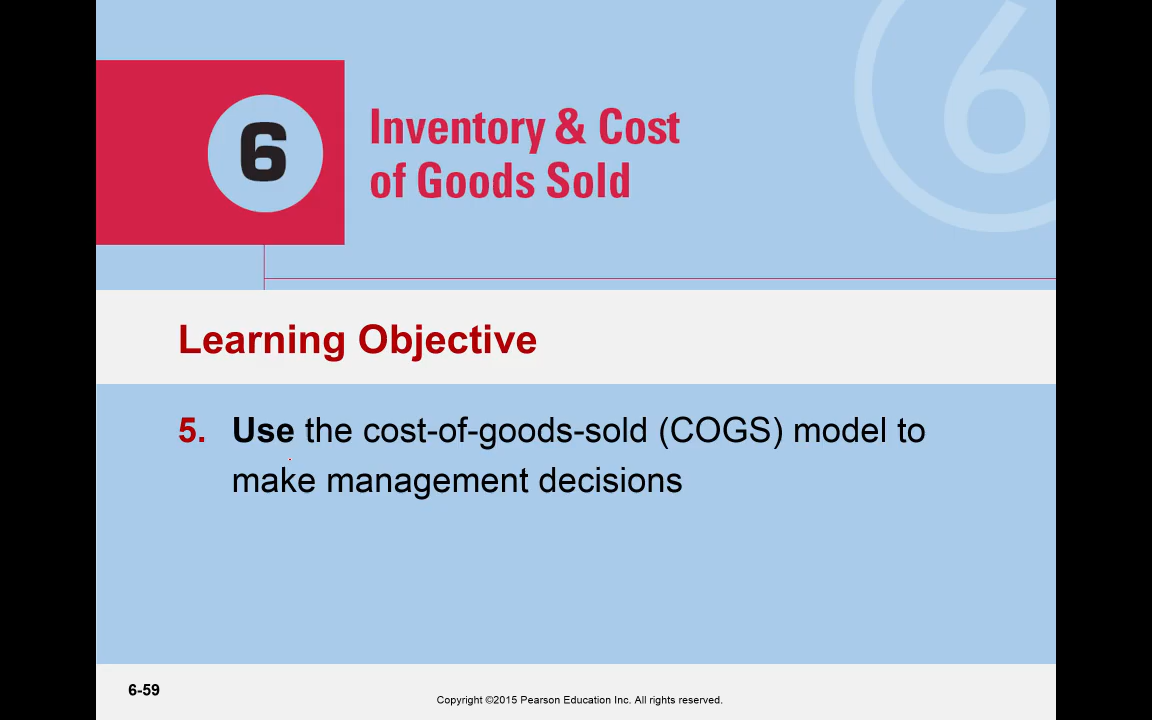 6
6
Inventory & Cost
of Goods Sold
Learning Objective
5. Use the cost-of-goods-sold (COGS) model to
make management decisions
6-59
Copyright ©2015 Pearson Education Inc. All rights reserved.